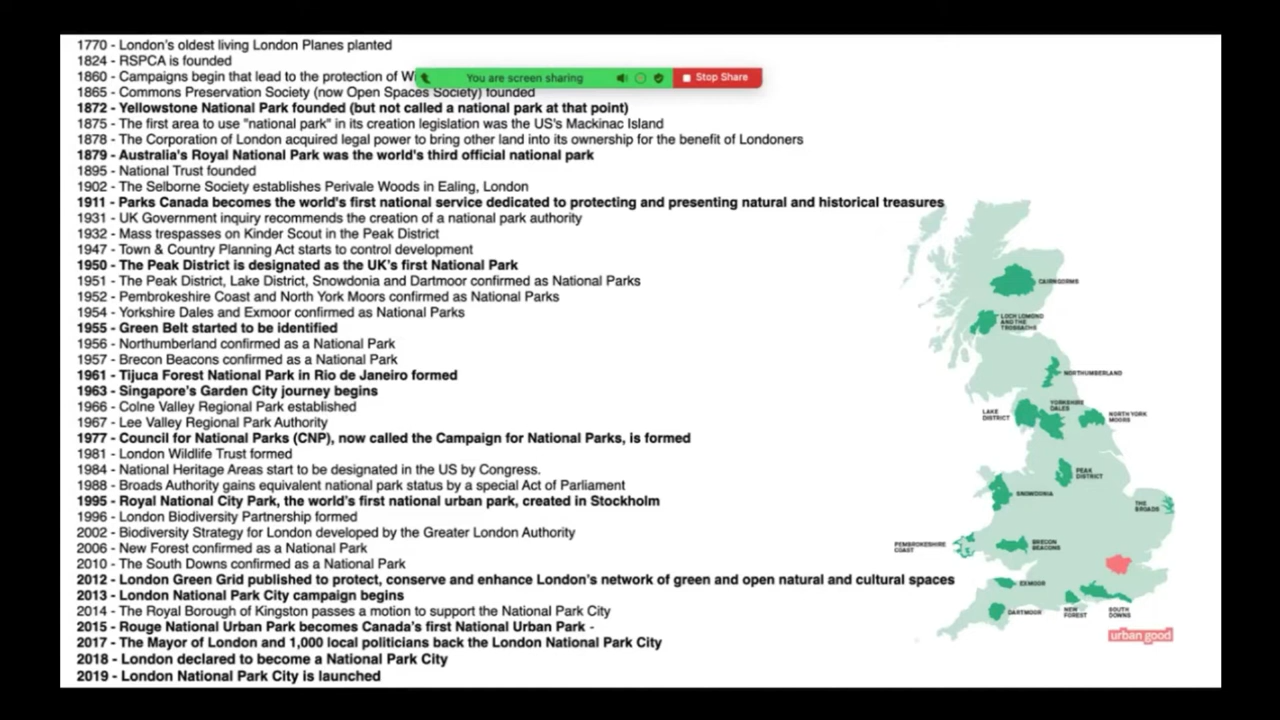 1770 - London's oldest living London Planes planted
1824 - RSPCA is founded
1860 - Campaigns begin that lead to the protection of
You are screen sharing
Stop Share
1865 - Commons Preservation Society (now Open Spaces Society) founded
1872 - Yellowstone National Park founded (but not called a national park at that point)
1875 - The first area to use "national park" in its creation legislation was the US's Mackinac Island
1878 - The Corporation of London acquired legal power to bring other land into its ownership for the benefit of Londoners
1879 - Australia's Royal National Park was the world's third official national park
1895 - National Trust founded
1902 - The Selborne Society establishes Perivale Woods in Ealing, London
1911 - Parks Canada becomes the world's first national service dedicated to protecting and presenting natural and historical treasures
1931 - UK Government inquiry recommends the creation of a national park authority
1932 - Mass trespasses on Kinder Scout in the Peak District
1947 - Town & Country Planning Act starts to control development
1950 - The Peak District is designated as the UK's first National Park
1951 - The Peak District, Lake District, Snowdonia and Dartmoor confirmed as National Parks
1952 - Pembrokeshire Coast and North York Moors confirmed as National Parks
1954 - Yorkshire Dales and Exmoor confirmed as National Parks
1955 - Green Belt started to be identified
1956 - Northumberland confirmed as a National Park
1957 - Brecon Beacons confirmed as a National Park
1961 - Tijuca Forest National Park in Rio de Janeiro formed
1963 - Singapore's Garden City journey begins
1966 - Colne Valley Regional Park established
1967 - Lee Valley Regional Park Authority
1977 - Council for National Parks (CNP), now called the Campaign for National Parks, is formed
1981 - London Wildlife Trust formed
1984 - National Heritage Areas start to be designated in the US by Congress.
1988 - Broads Authority gains equivalent national park status by a special Act of Parliament
1995 - Royal National City Park, the world's first national urban park, created in Stockholm
1996 - London Biodiversity Partnership formed
2002 - Biodiversity Strategy for London developed by the Greater London Authority
2006 - New Forest confirmed as a National Park
2010 - The South Downs confirmed as a National Park
2012 - London Green Grid published to protect, conserve and enhance London's network of green and open natural and cultural spaces
2013 - London National Park City campaign begins
2014 - The Royal Borough of Kingston passes a motion to support the National Park City
2015 - Rouge National Urban Park becomes Canada's first National Urban Park -
2017 - The Mayor of London and 1,000 local politicians back the London National Park City
2018 - London declared to become a National Park City
2019 - London National Park City is launched
CAIRNGORMS
LOCH LOMOND
AND THE
TROSSACHS
NORTHUMBERLAND
LAKE
DISTRICT
YORKSHIRE
DALES
NORTH YORK
MOORS
PEAK
DISTRICT
SNOWDONIA
THE
BROADS
PEMBROKESHIRE
COAST
BRECON
BEACONS
EXMOOR
DARTMOOR
NEW
FOREST
SOUTH
DOWNS
urban good